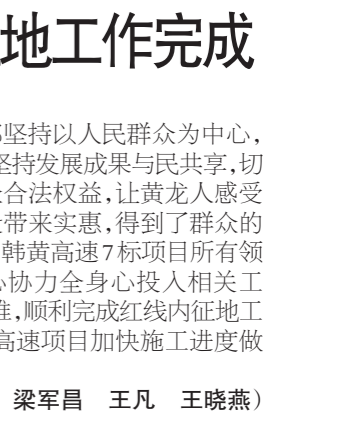 地工作完成
坚持以人民群众为中心，
坚持发展成果与民共享，切
合法权益，让黄龙人感受
带来实惠，得到了群众的
韩黄高速7标项目所有领
协力全身心投入相关工
准，顺利完成红线内征地工
高速项目加快施工进度做
梁军昌　王凡　王晓燕）